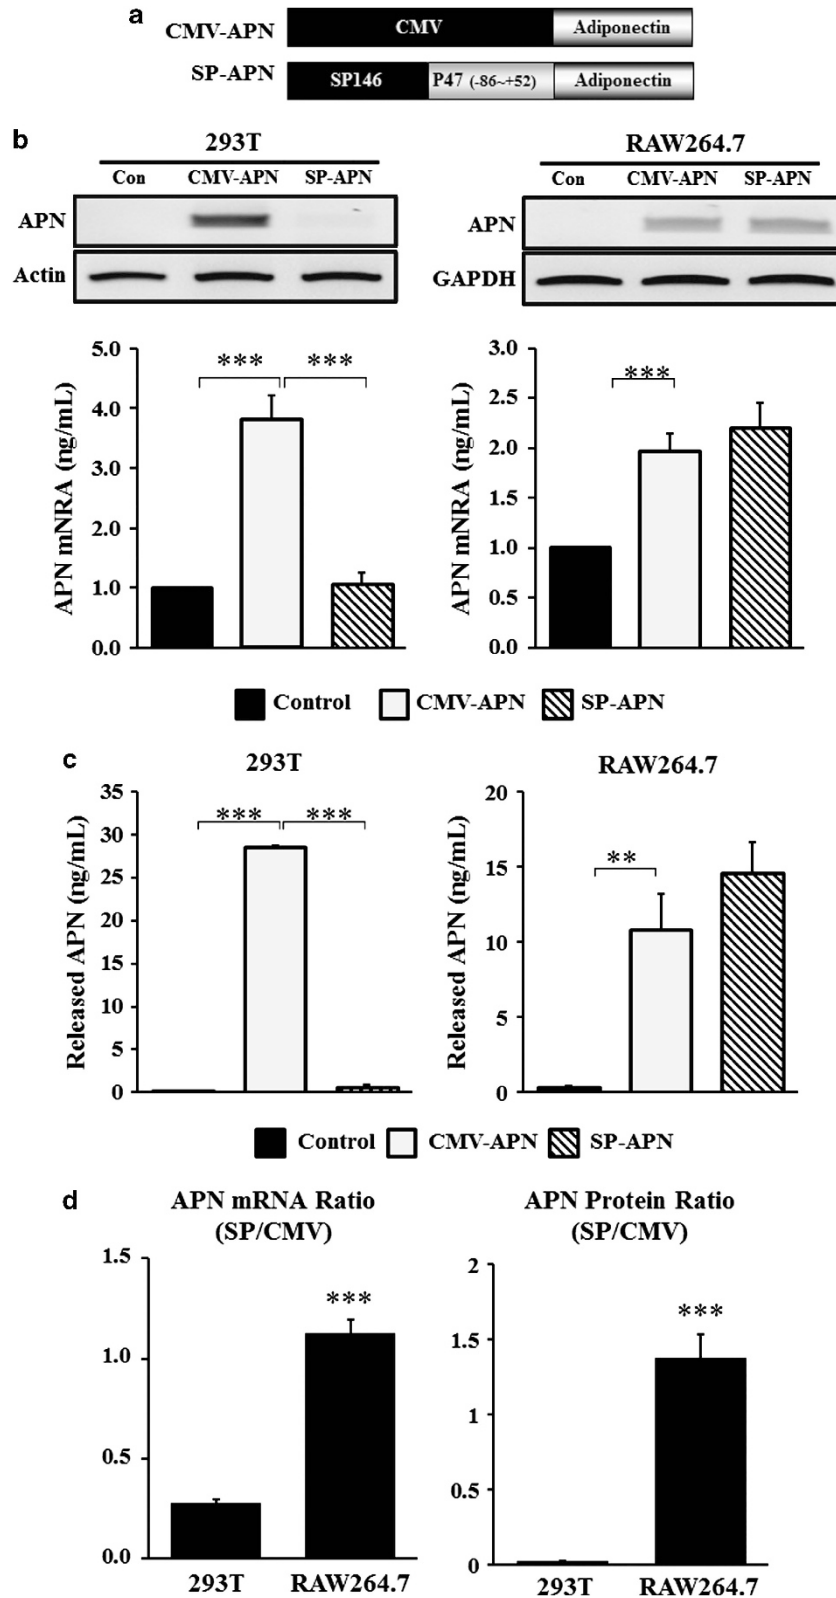 a
CMV-APN CMV Adiponectin
SP-APN SP146 P47 (-86~+52) Adiponectin
b
293T RAW264.7
Con CMV-APN SP-APN Con CMV-APN SP-APN
APN APN
Actin GAPDH
APN mNRA (ng/mL)
5.0
4.0
3.0
2.0
1.0
0.0
*** ***
APN mNRA (ng/mL)
3.0
2.5
2.0
1.5
1.0
0.5
0.0
***
Control CMV-APN SP-APN
c
293T RAW264.7
Released APN (ng/mL)
35
30
25
20
15
10
5
0
*** ***
Released APN (ng/mL)
20
15
10
5
0
**
Control CMV-APN SP-APN
d
APN mRNA Ratio
(SP/CMV)
1.5
1.0
0.5
0.0
***
293T RAW264.7
APN Protein Ratio
(SP/CMV)
2
1.5
1
0.5
0
***
293T RAW264.7